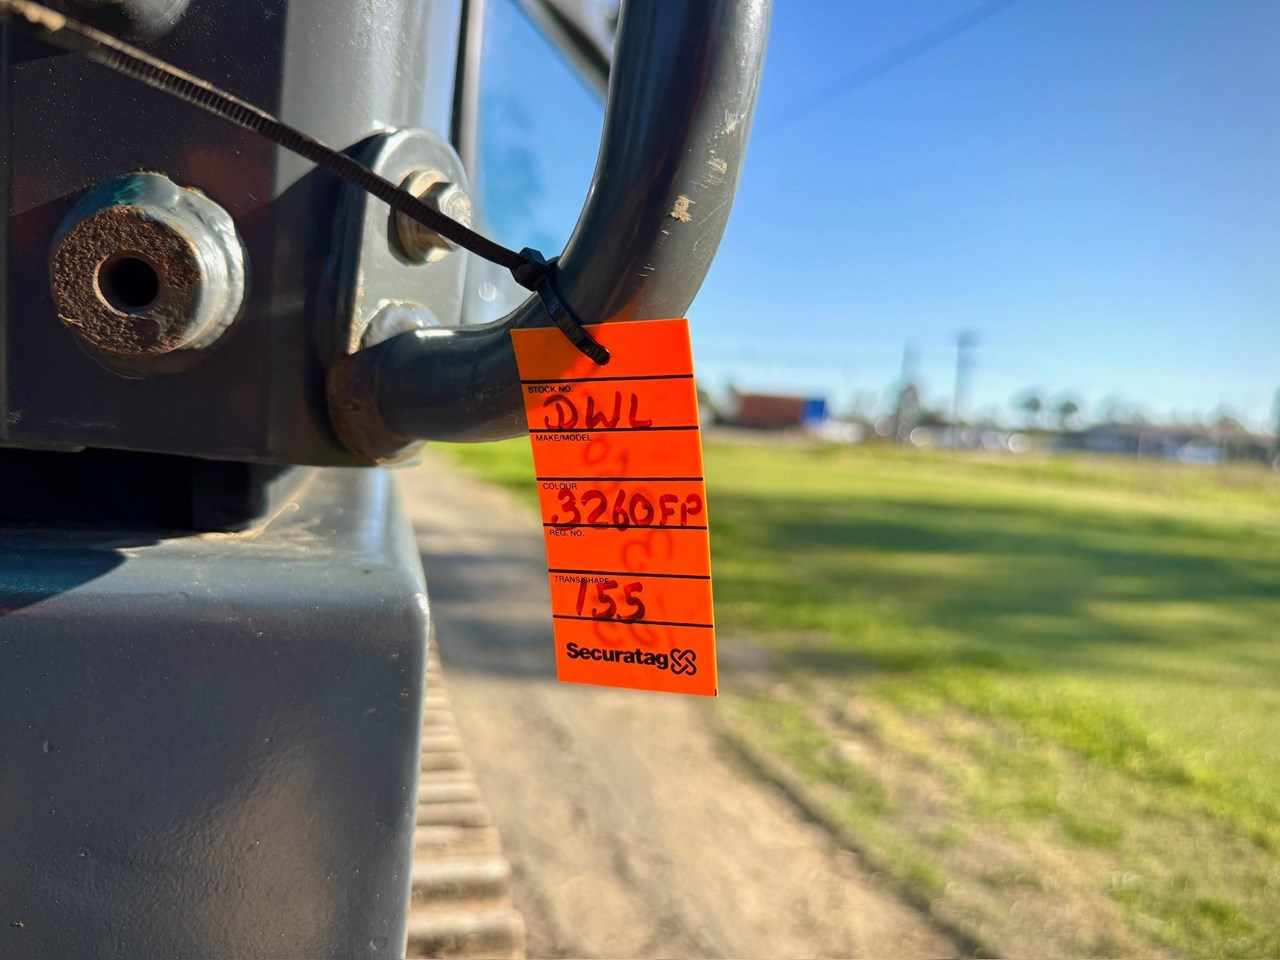 STOCK NO
DWL
MAKE/MODEL
COLOUR
3260FP
REG. NO.
TRANS/SHAPE
155
Securatag